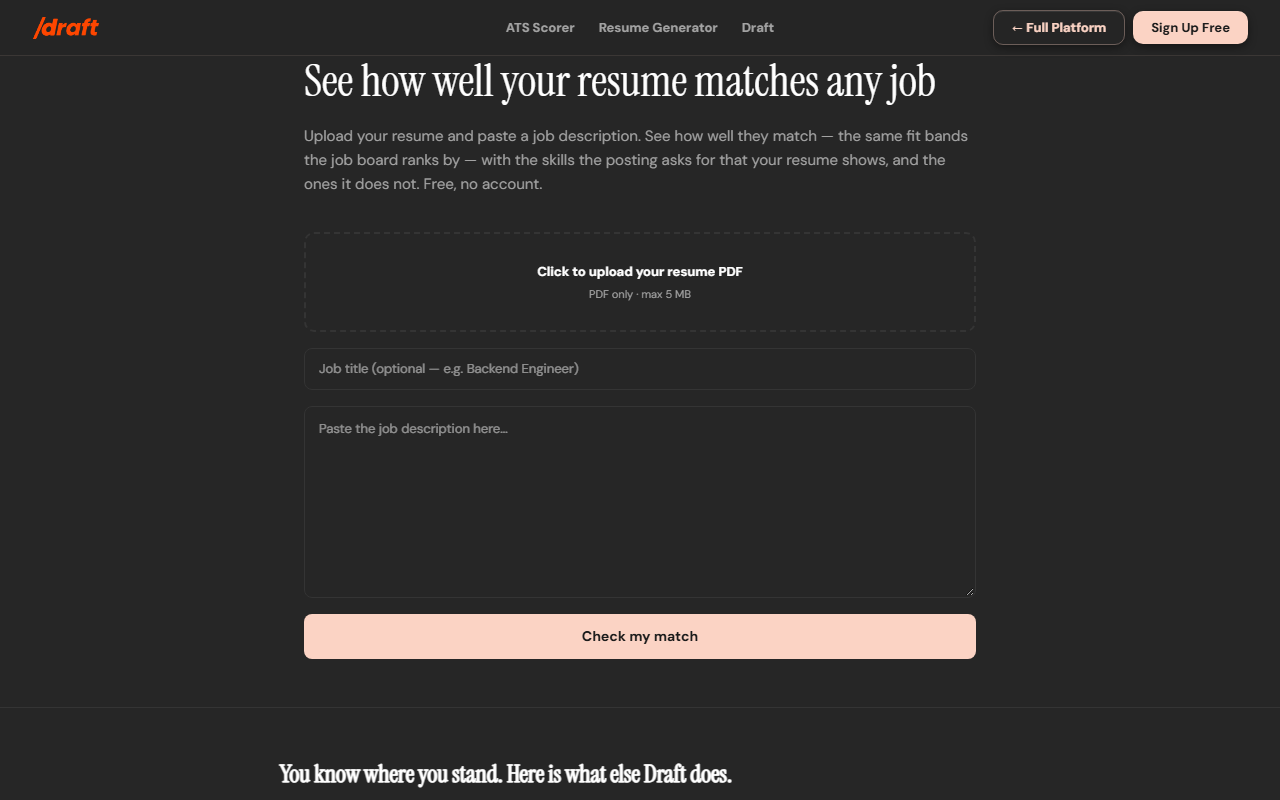 /draft
ATS Scorer
Resume Generator
Draft
← Full Platform
Sign Up Free
See how well your resume matches any job
Upload your resume and paste a job description. See how well they match — the same fit bands
the job board ranks by — with the skills the posting asks for that your resume shows, and the
ones it does not. Free, no account.
Click to upload your resume PDF
PDF only · max 5 MB
Job title (optional — e.g. Backend Engineer)
Paste the job description here...
Check my match
You know where you stand. Here is what else Draft does.